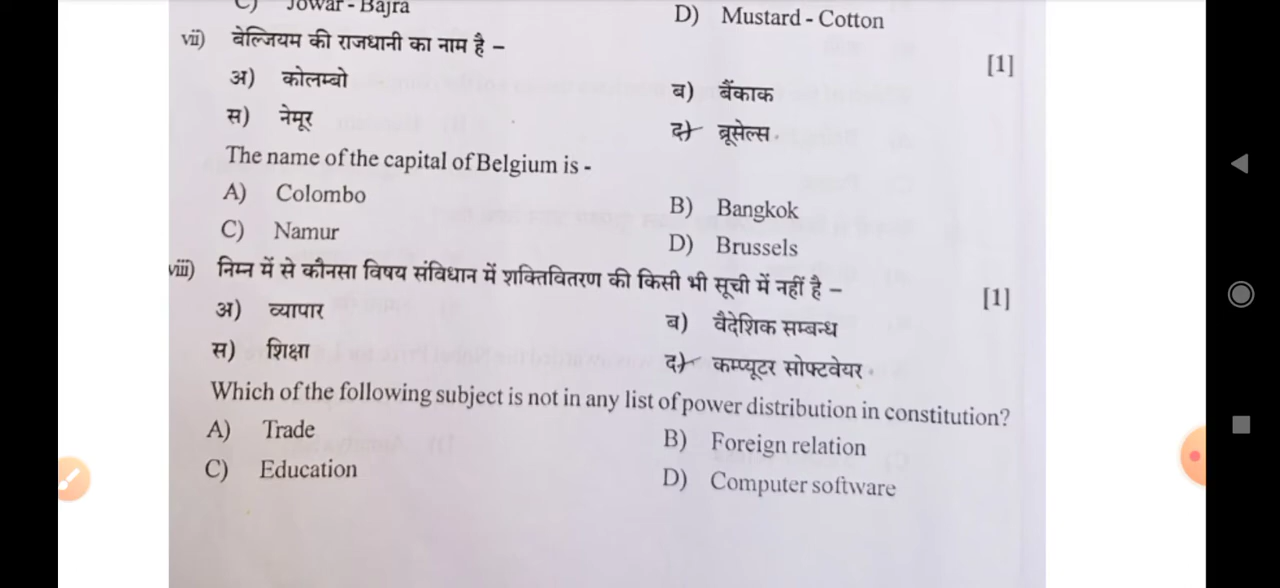 C) Jowar - Bajra D) Mustard - Cotton
vii) बेल्जियम की राजधानी का नाम है – [1]
अ) कोलम्बो ब) बैंकाक
स) नेमूर द) ब्रूसेल्स
The name of the capital of Belgium is -
A) Colombo B) Bangkok
C) Namur D) Brussels
viii) निम्न में से कौनसा विषय संविधान में शक्तिवितरण की किसी भी सूची में नहीं है – [1]
अ) व्यापार ब) वैदेशिक सम्बन्ध
स) शिक्षा द) कम्प्यूटर सोफ्टवेयर
Which of the following subject is not in any list of power distribution in constitution?
A) Trade B) Foreign relation
C) Education D) Computer software